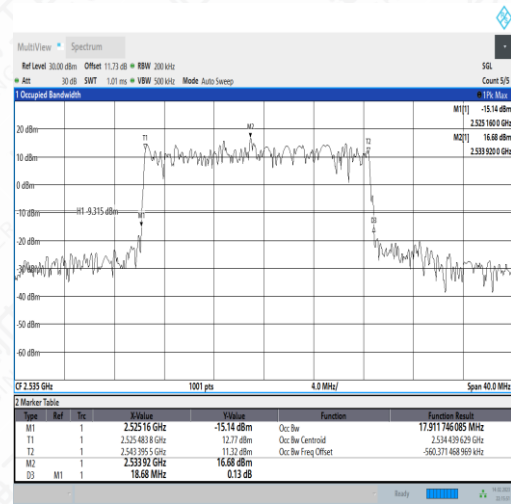 MultiView Spectrum
Ref Level 30.00 dBm Offset 11.73 dB RBW 200 kHz SGL
Att 30 dB SWT 1.01 ms VBW 500 kHz Mode Auto Sweep Count 5/5
1 Occupied Bandwidth 1Pk Max
M1[1] -15.14 dBm
2.525 160 0 GHz
M2[1] 16.68 dBm
2.533 920 0 GHz
20 dBm
T1 M2 T2
10 dBm
0 dBm
-10 dBm
H1 -9.315 dBm
M1
D3
-20 dBm
-30 dBm
-40 dBm
-50 dBm
-60 dBm
CF 2.535 GHz 1001 pts 4.0 MHz/ Span 40.0 MHz
2 Marker Table
Type Ref Trc X-Value Y-Value Function Function Result
M1 1 2.52516 GHz -15.14 dBm Occ Bw 17.911 746 085 MHz
T1 1 2.525 483 8 GHz 12.77 dBm Occ Bw Centroid 2.534 439 629 GHz
T2 1 2.543 395 5 GHz 11.32 dBm Occ Bw Freq Offset -560.371 468 969 kHz
M2 1 2.53392 GHz 16.68 dBm
D3 M1 1 18.68 MHz 0.13 dB
Ready